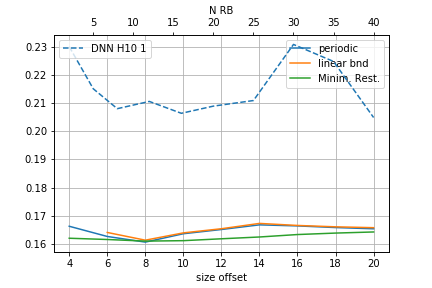 N RB
5 10 15 20 25 30 35 40
DNN H10 1
periodic
linear bnd
Minim. Rest.
0.23
0.22
0.21
0.20
0.19
0.18
0.17
0.16
4 6 8 10 12 14 16 18 20
size offset